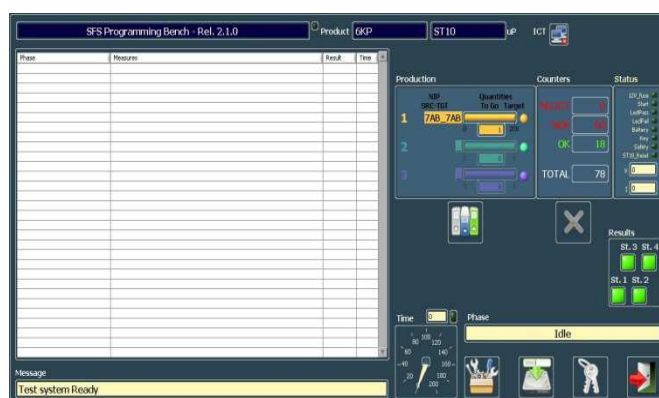 SFS Programming Bench - Rel. 2.1.0
Product 6KP ST10 uP ICT
Phase Measures Result Time
Production Counters Status
NIP Quantities
SRC-TGT To Go Target
1 7AB_7AB
0 1 200
2
3
OK 18
TOTAL 78
12V_fuse
Start
LedPass
LedFail
Battery
Key
Safety
ST10_Reset
V 0
I 0
Results
St.3 St.4
St.1 St.2
Time 0 Phase
Idle
80 100 120
60 140
40 160
20 180
0 200
Message
Test system Ready